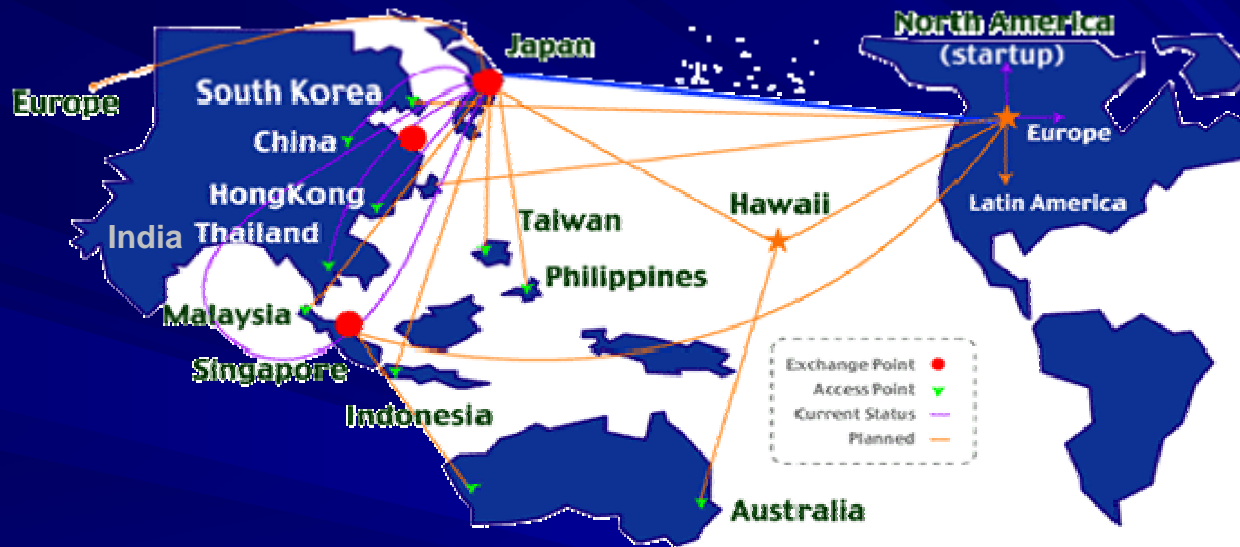 North America
(startup)
Japan
South Korea
Europe
China
Europe
HongKong
Latin America
Hawaii
Taiwan
India
Thailand
Philippines
Malaysia
Singapore
Exchange Point
Access Point
Current Status
Planned
Indonesia
Australia